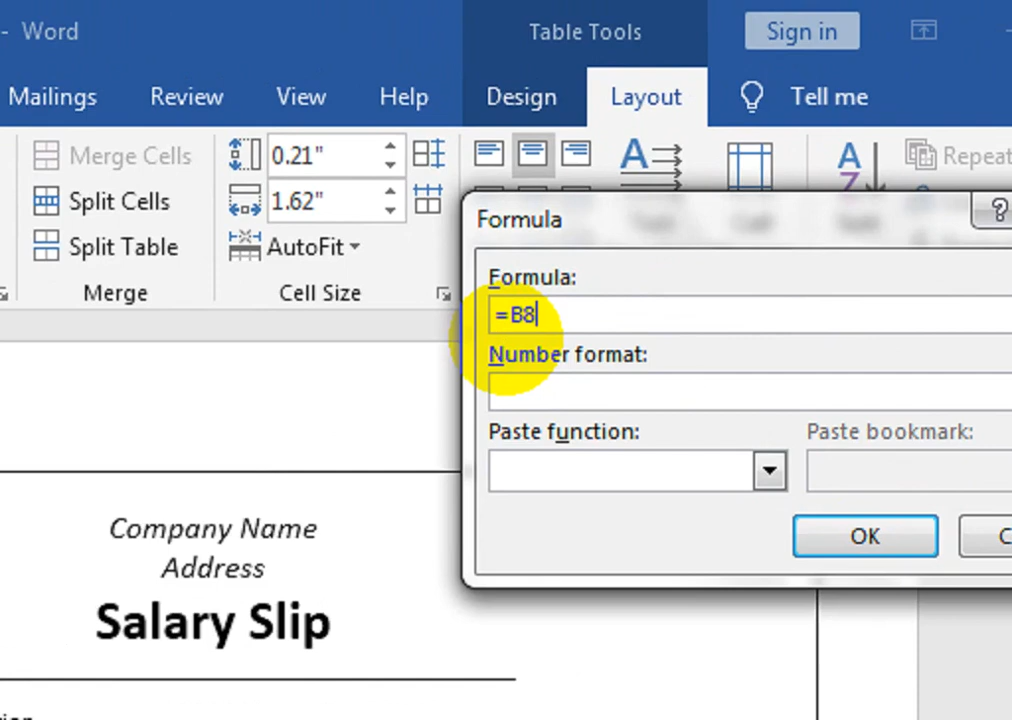 - Word
Table Tools
Sign in
Mailings Review View Help Design Layout Tell me
Merge Cells 0.21" Repeat
Split Cells 1.62"
Split Table AutoFit
Merge Cell Size
Formula
Formula:
=B8
Number format:
Paste function: Paste bookmark:
OK C
Company Name
Address
Salary Slip